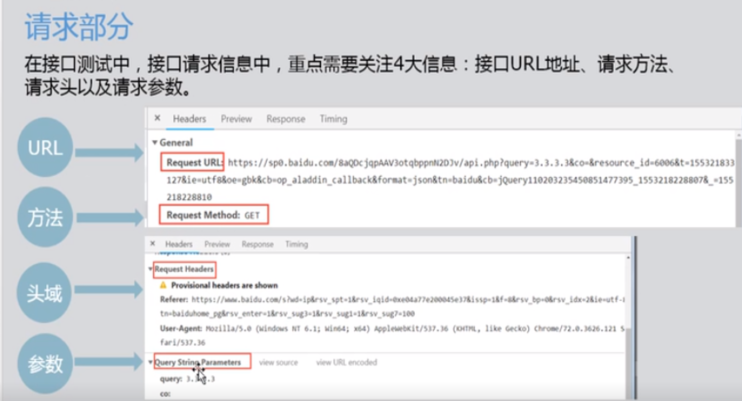 请求部分
在接口测试中，接口请求信息中，重点需要关注4大信息：接口URL地址、请求方法、
请求头以及请求参数。
URL
方法
头域
参数
× Headers Preview Response Timing
▼ General
Request URL: https://sp0.baidu.com/8aQDcjqpAAV3otqbppnN2DJv/api.php?query=3.3.3.3&co=&resource_id=6006&t=155321833
127&ie=utf8&oe=gbk&cb=op_aladdin_callback&format=json&tn=baidu&cb=jQuery110203235450851477395_1553218228807&_=155
218228810
Request Method: GET
× Headers Preview Response Timing
▼ Request Headers
Provisional headers are shown
Referer: https://www.baidu.com/s?wd=ip&rsv_spt=1&rsv_iqid=0xe04a77e200045e37&issp=1&f=8&rsv_bp=0&rsv_idx=2&ie=utf-
tn=baiduhome_pg&rsv_enter=1&rsv_sug3=1&rsv_sug1=1&rsv_sug7=100
User-Agent: Mozilla/5.0 (Windows NT 6.1; Win64; x64) AppleWebKit/537.36 (KHTML, like Gecko) Chrome/72.0.3626.121 S
fari/537.36
▼ Query String Parameters view source view URL encoded
query: 3.3.3.3
co: